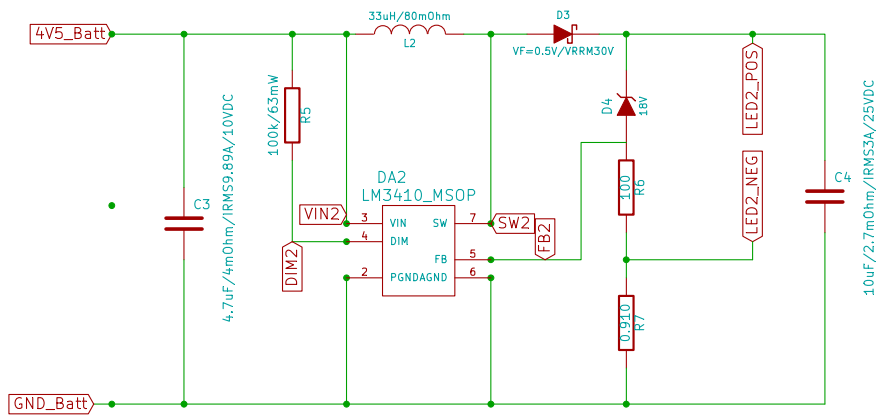 33uH/80mOhm
L2
D3
VF=0.5V/VRRM30V
4V5_Batt
LED2_POS
D4
18V
100k/63mW
R5
4.7uF/4mOhm/IRMS9.89A/10VDC
C3
DA2
LM3410_MSOP
VIN2
3 VIN SW 7
SW2
4 DIM
FB2
FB 5
DIM2
2 PGNDAGND 6
100
R6
LED2_NEG
C4
10uF/2.7mOhm/IRMS3A/25VDC
0.910
R7
GND_Batt